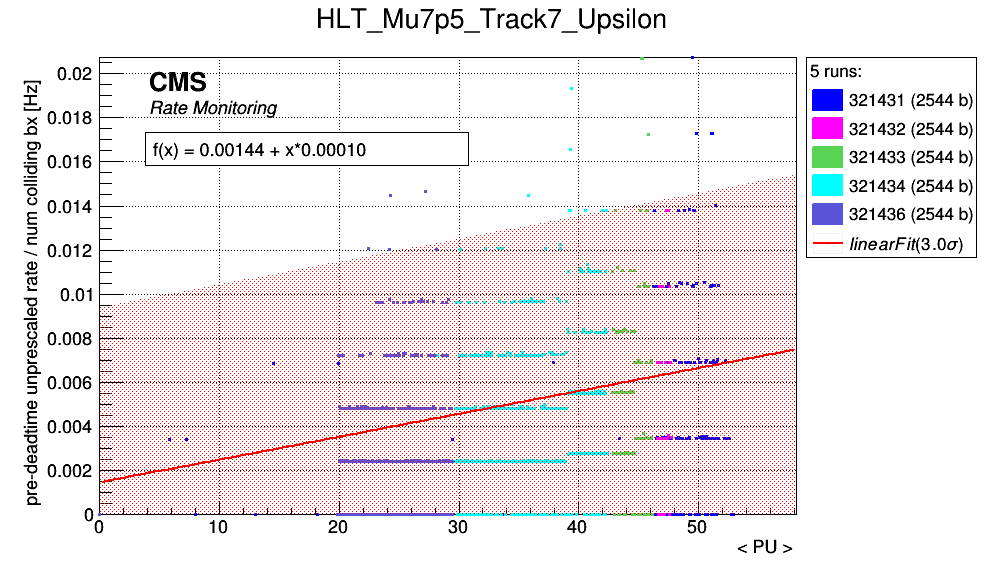 HLT_Mu7p5_Track7_Upsilon
pre-deadtime unprescaled rate / num colliding bx [Hz]
0.02
0.018
0.016
0.014
0.012
0.01
0.008
0.006
0.004
0.002
0
CMS
Rate Monitoring
f(x) = 0.00144 + x*0.00010
0 10 20 30 40 50
< PU >
5 runs:
321431 (2544 b)
321432 (2544 b)
321433 (2544 b)
321434 (2544 b)
321436 (2544 b)
linearFit(3.0σ)